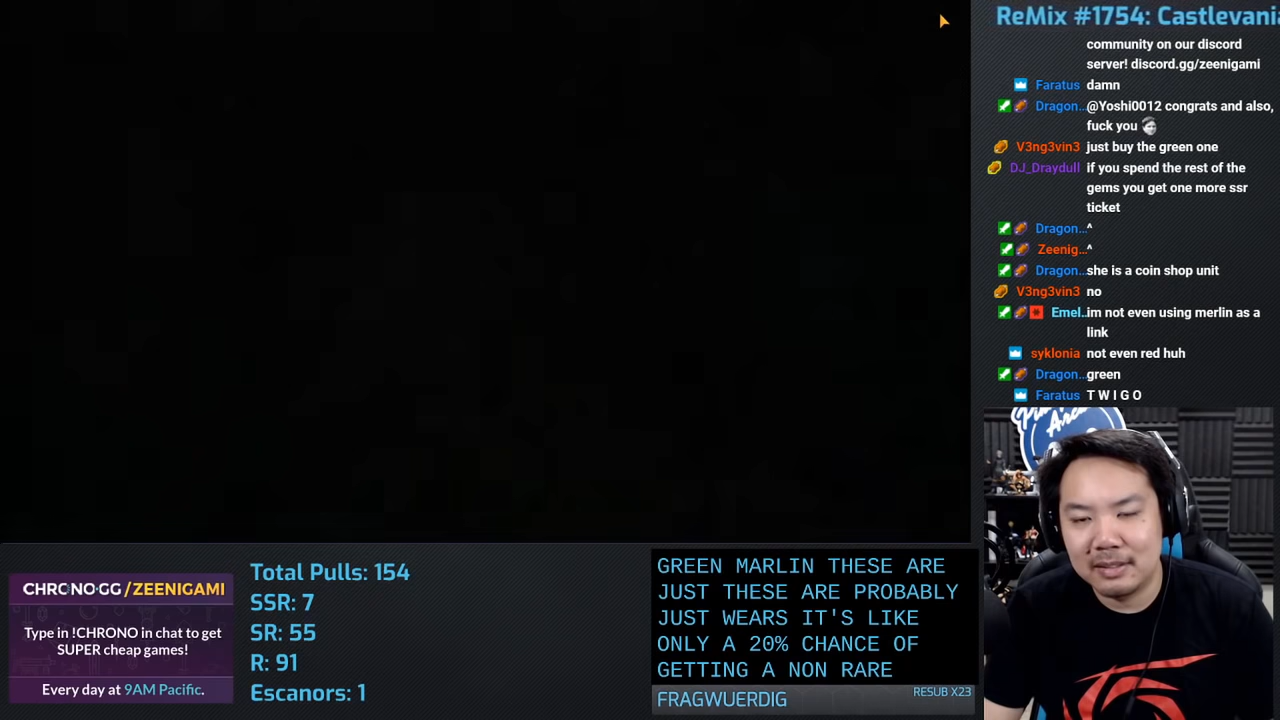 ReMix #1754: Castlevania
community on our discord
server! discord.gg/zeenigami
Faratus damn
Dragon... @Yoshi0012 congrats and also,
fuck you
V3ng3vin3 just buy the green one
DJ_Draydull if you spend the rest of the
gems you get one more ssr
ticket
Dragon... ^
Zeenig... ^
Dragon... she is a coin shop unit
V3ng3vin3 no
Emel.. im not even using merlin as a
link
syklonia not even red huh
Dragon... green
Faratus T W I G O
CHRONO.GG/ZEENIGAMI
Type in !CHRONO in chat to get
SUPER cheap games!
Every day at 9AM Pacific.
Total Pulls: 154
SSR: 7
SR: 55
R: 91
Escanors: 1
GREEN MARLIN THESE ARE
JUST THESE ARE PROBABLY
JUST WEARS IT'S LIKE
ONLY A 20% CHANCE OF
GETTING A NON RARE
FRAGWUERDIG RESUB X23